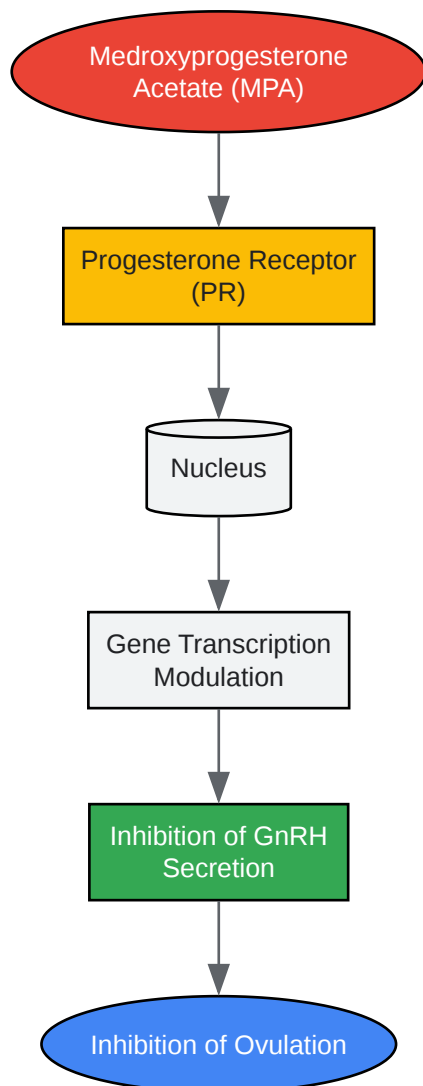 Medroxyprogesterone
Acetate (MPA)
Progesterone Receptor
(PR)
Nucleus
Gene Transcription
Modulation
Inhibition of GnRH
Secretion
Inhibition of Ovulation